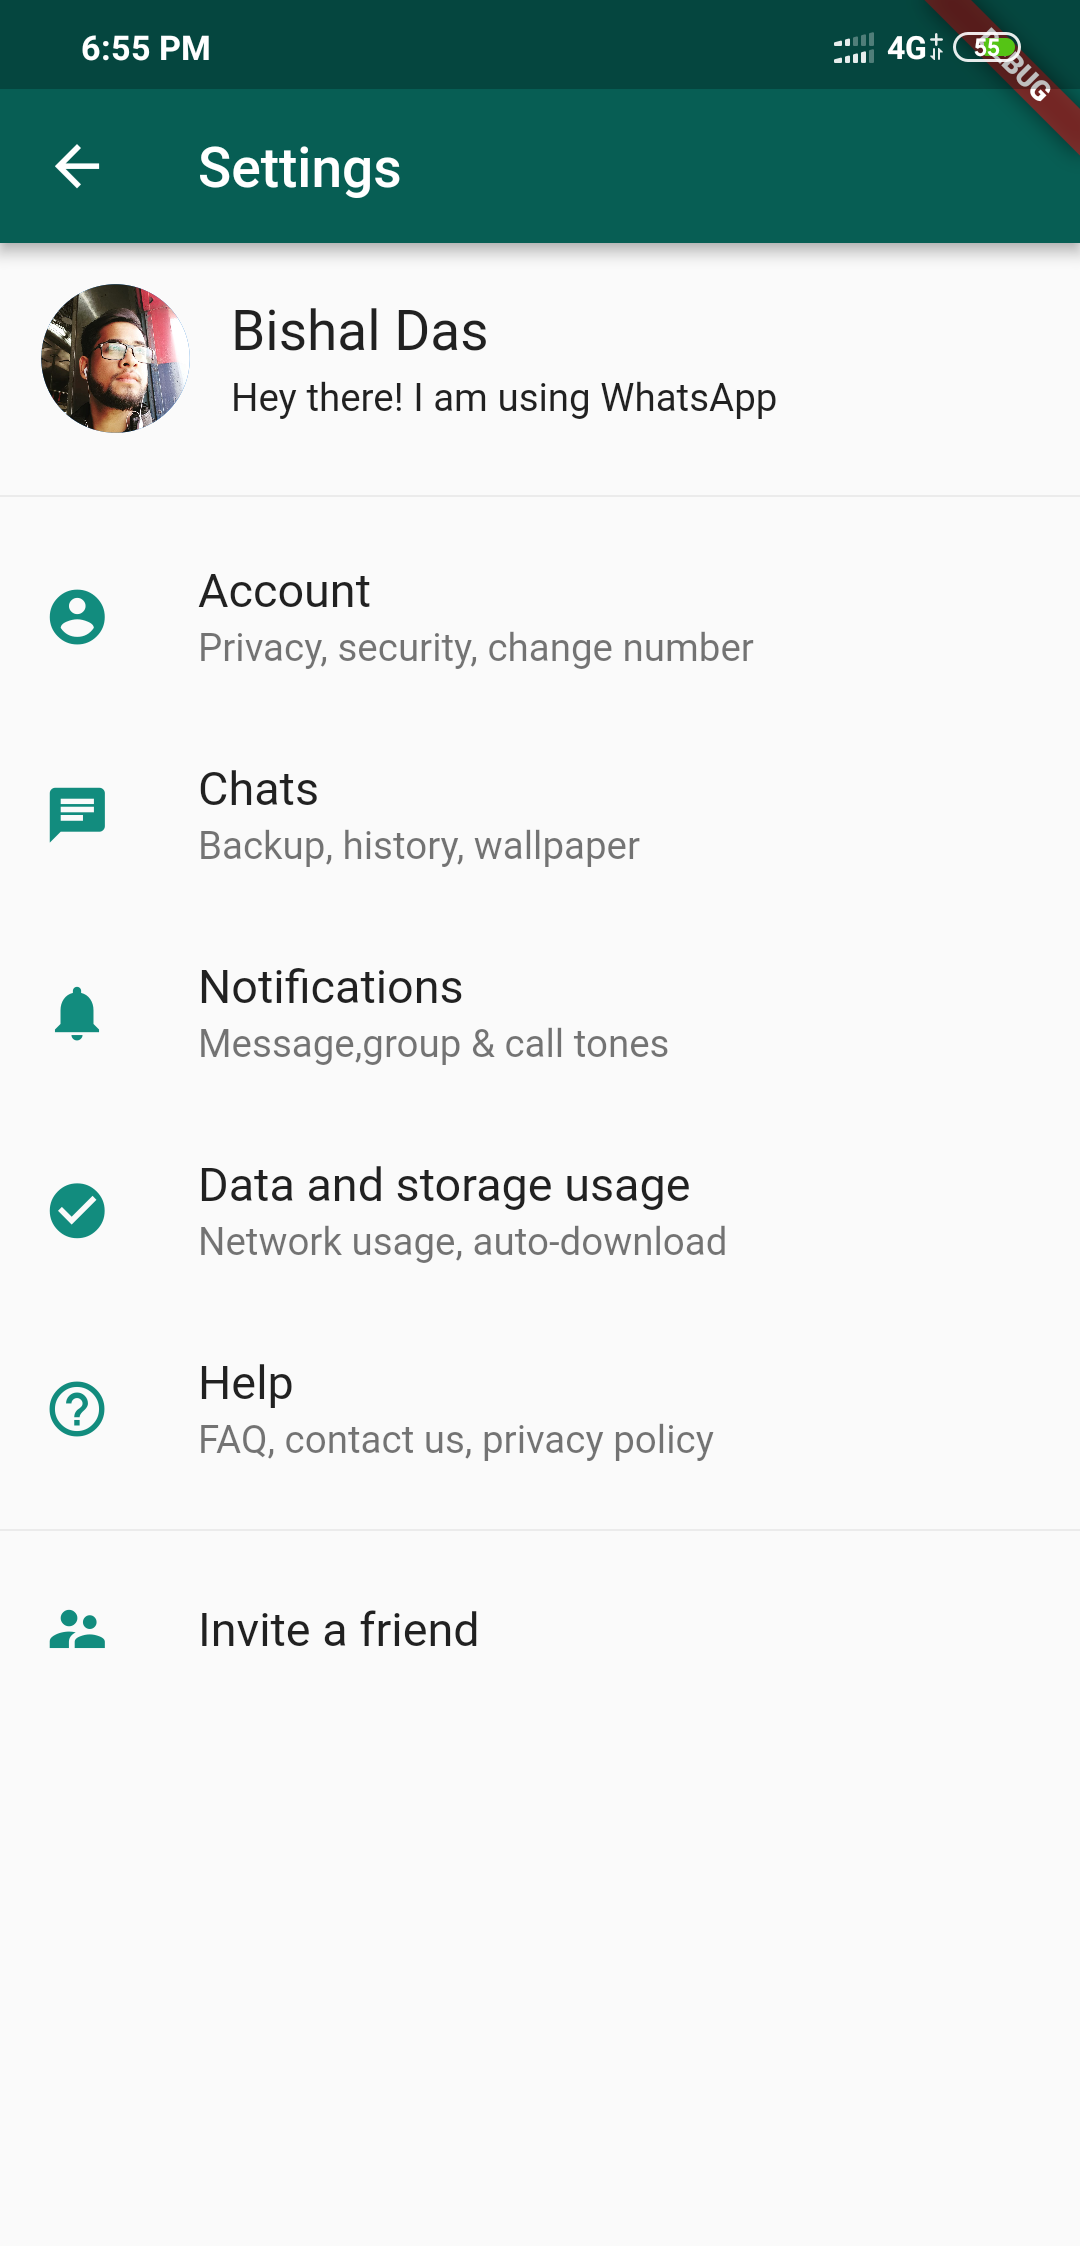 6:55 PM
4G+
55
DEBUG
Settings
Bishal Das
Hey there! I am using WhatsApp
Account
Privacy, security, change number
Chats
Backup, history, wallpaper
Notifications
Message,group & call tones
Data and storage usage
Network usage, auto-download
Help
FAQ, contact us, privacy policy
Invite a friend